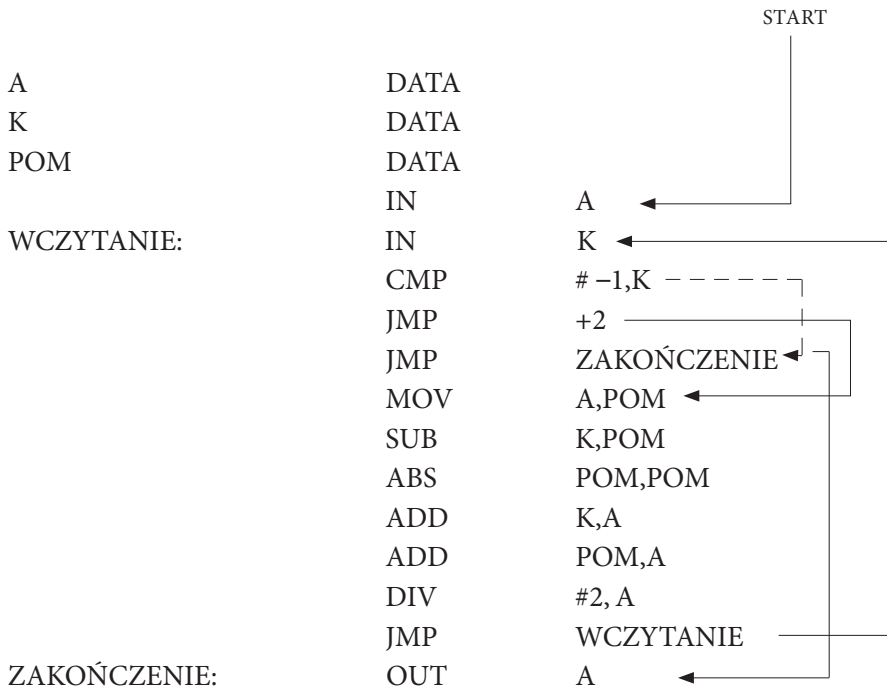 START
A DATA
K DATA
POM DATA
IN A
WCZYTANIE: IN K
CMP # −1,K
JMP +2
JMP ZAKOŃCZENIE
MOV A,POM
SUB K,POM
ABS POM,POM
ADD K,A
ADD POM,A
DIV #2, A
JMP WCZYTANIE
ZAKOŃCZENIE: OUT A